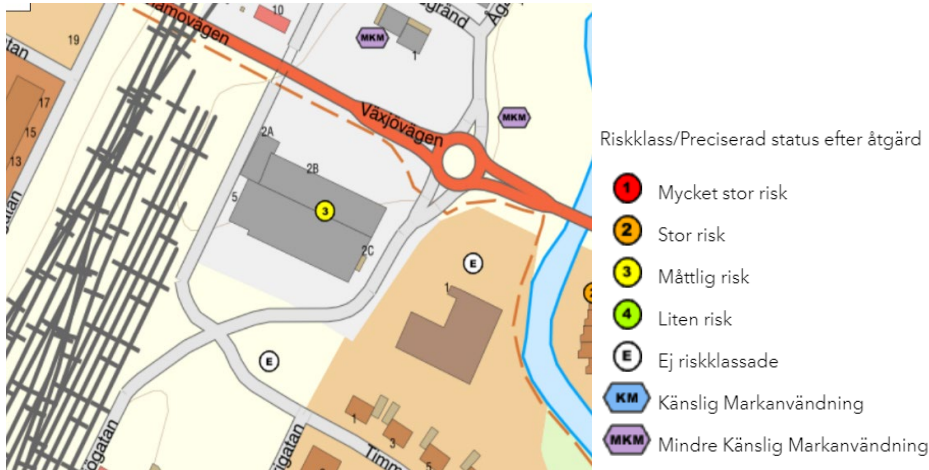 10
19
MKM
1
17
15
13
Växjövägen
MKM
2A
2B
5
3
2C
E
1
E
1
3
5
Timm
Riskklass/Preciserad status efter åtgärd
1 Mycket stor risk
2 Stor risk
3 Måttlig risk
4 Liten risk
E Ej riskklassade
KM Känslig Markanvändning
MKM Mindre Känslig Markanvändning